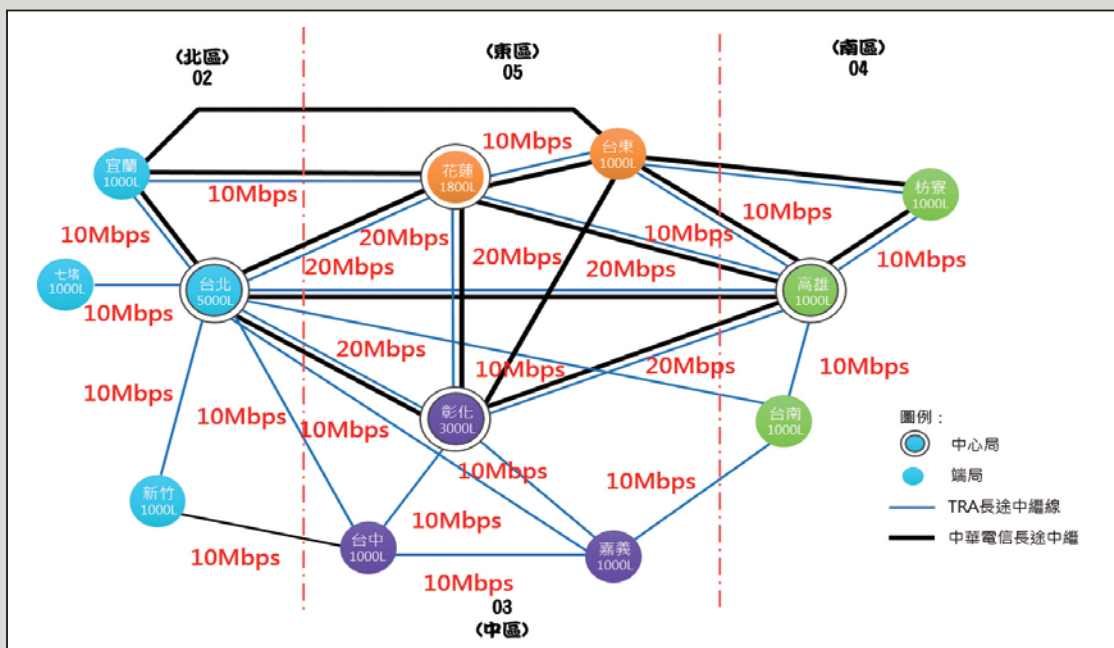 (北區)
02
(東區)
05
(南區)
04
宜蘭
1000L
10Mbps
花蓮
1800L
10Mbps
台東
1000L
枋寮
1000L
10Mbps
10Mbps
10Mbps
20Mbps
20Mbps
20Mbps
20Mbps
10Mbps
七堵
1000L
10Mbps
台北
5000L
高雄
1000L
20Mbps
10Mbps
20Mbps
10Mbps
10Mbps
10Mbps
10Mbps
彰化
3000L
台南
1000L
10Mbps
10Mbps
新竹
1000L
10Mbps
10Mbps
台中
1000L
10Mbps
嘉義
1000L
03
(中區)
圖例：
中心局
端局
TRA長途中繼線
中華電信長途中繼